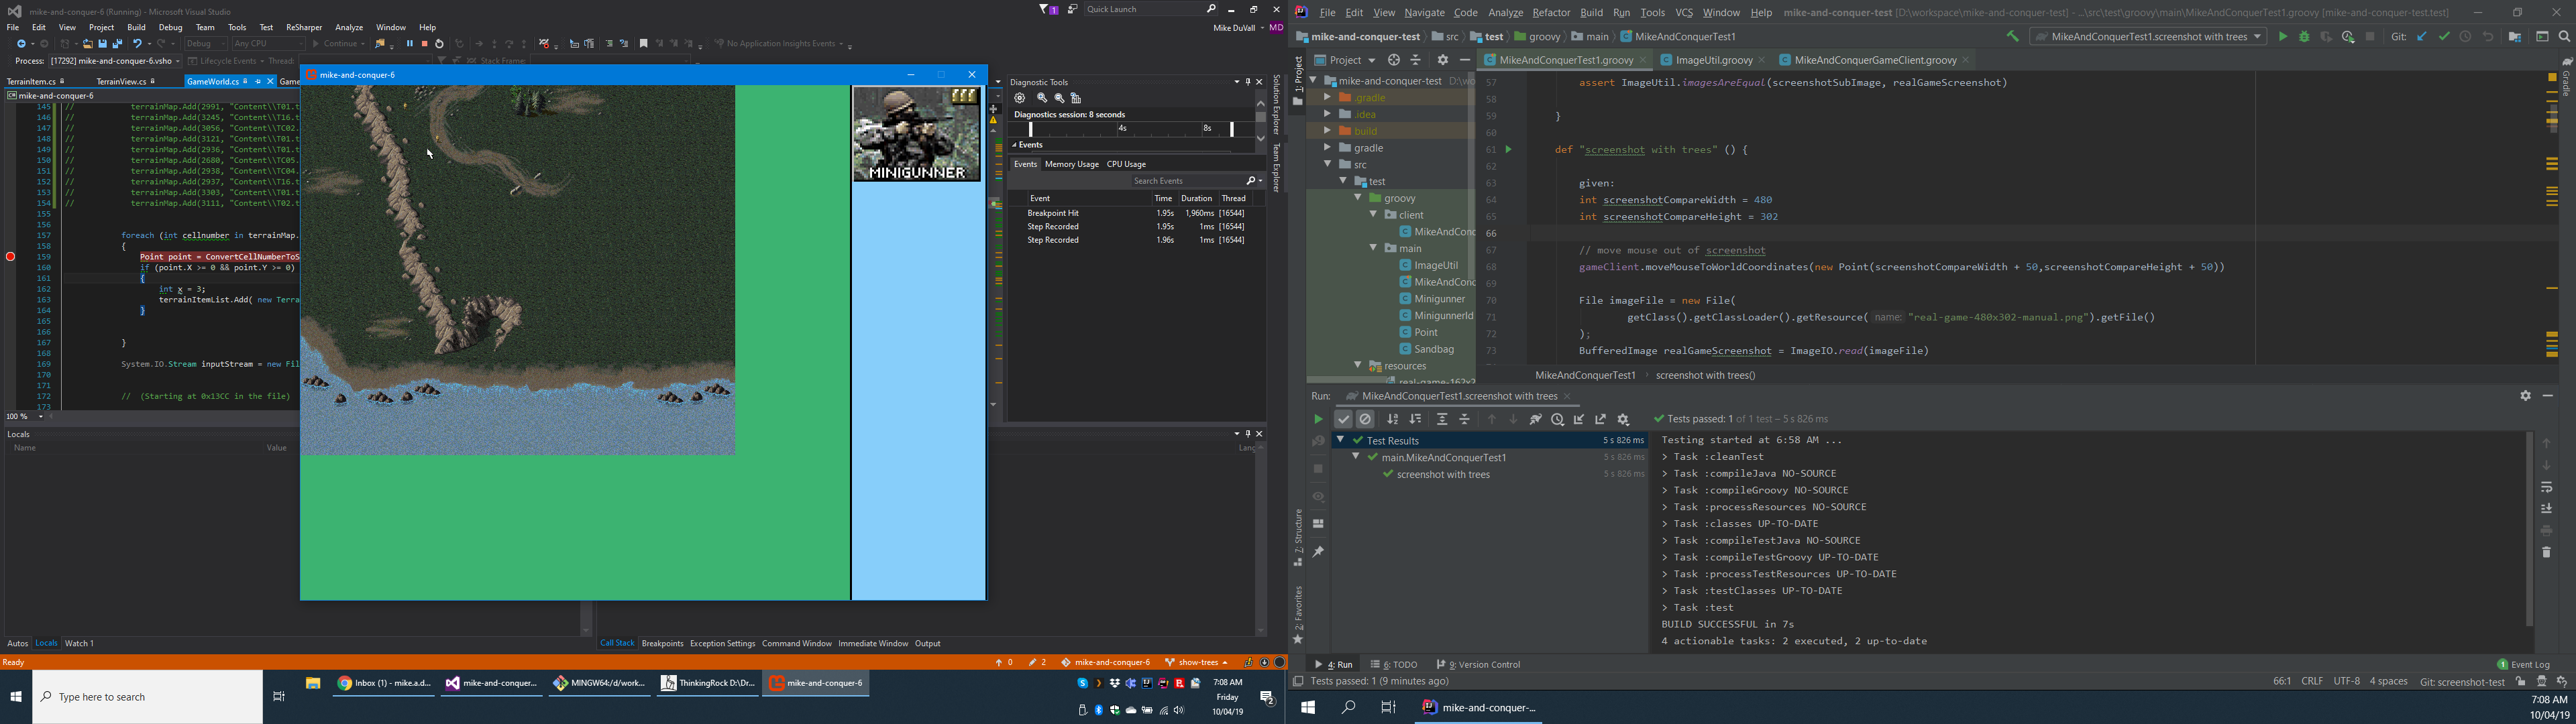 mike-and-conquer-6 (Running) - Microsoft Visual Studio
1
Quick Launch
File Edit View Project Build Debug Team Tools Test ReSharper Analyze Window Help
Mike DuVall MD
Debug Any CPU Continue No Application Insights Events
Process: [17292] mike-and-conquer-6.vsho Lifecycle Events Thread: Stack Frame:
TerrainItem.cs TerrainView.cs GameWorld.cs Game
mike-and-conquer-6
145 // terrainMap.Add(2991, "Content\\T01.t
146 // terrainMap.Add(3245, "Content\\T16.t
147 // terrainMap.Add(3056, "Content\\TC02.
148 // terrainMap.Add(3121, "Content\\T01.t
149 // terrainMap.Add(2936, "Content\\T01.t
150 // terrainMap.Add(2680, "Content\\TC05.
151 // terrainMap.Add(2938, "Content\\TC04.
152 // terrainMap.Add(2937, "Content\\T16.t
153 // terrainMap.Add(3303, "Content\\T01.t
154 // terrainMap.Add(3111, "Content\\T02.t
155
156
157 foreach (int cellnumber in terrainMap.
158 {
159 Point point = ConvertCellNumberToS
160 if (point.X >= 0 && point.Y >= 0)
161 {
162 int x = 3;
163 terrainItemList.Add( new Terra
164 }
165
166
167 }
168
169 System.IO.Stream inputStream = new Fil
170
171
172 // (Starting at 0x13CC in the file)
173
100 %
Locals
Name Value
Autos Locals Watch 1
mike-and-conquer-6
MINIGUNNER
Diagnostic Tools
Diagnostics session: 8 seconds
4s 8s
Events
Events Memory Usage CPU Usage
Search Events
Event Time Duration Thread
Breakpoint Hit 1.95s 1,960ms [16544]
Step Recorded 1.95s 1ms [16544]
Step Recorded 1.96s 1ms [16544]
Solution Explorer
Team Explorer
Lang
Call Stack Breakpoints Exception Settings Command Window Immediate Window Output
Ready
0 2 mike-and-conquer-6 show-trees
Type here to search
Inbox (1) - mike.a.d... mike-and-conquer... MINGW64:/d/work... ThinkingRock D:\Dr... mike-and-conquer-6
7:08 AM
Friday
10/04/19
2
File Edit View Navigate Code Analyze Refactor Build Run Tools VCS Window Help mike-and-conquer-test [D:\workspace\mike-and-conquer-test] - ...\src\test\groovy\main\MikeAndConquerTest1.groovy [mike-and-conquer-test.test]
mike-and-conquer-test src test groovy main MikeAndConquerTest1
MikeAndConquerTest1.screenshot with trees Git:
1: Project
Project
MikeAndConquerTest1.groovy ImageUtil.groovy MikeAndConquerGameClient.groovy
Gradle
mike-and-conquer-test D:\wo
.gradle
.idea
build
gradle
src
test
groovy
client
MikeAndConc
main
ImageUtil
MikeAndConc
Minigunner
MinigunnerId
Point
Sandbag
resources
real-game-162x2
57 assert ImageUtil.imagesAreEqual(screenshotSubImage, realGameScreenshot)
58
59 }
60
61 def "screenshot with trees" () {
62
63 given:
64 int screenshotCompareWidth = 480
65 int screenshotCompareHeight = 302
66
67 // move mouse out of screenshot
68 gameClient.moveMouseToWorldCoordinates(new Point(screenshotCompareWidth + 50,screenshotCompareHeight + 50))
69
70 File imageFile = new File(
71 getClass().getClassLoader().getResource( name: "real-game-480x302-manual.png").getFile()
72 );
73 BufferedImage realGameScreenshot = ImageIO.read(imageFile)
MikeAndConquerTest1 screenshot with trees()
Run: MikeAndConquerTest1.screenshot with trees
Tests passed: 1 of 1 test – 5 s 826 ms
Test Results 5 s 826 ms
main.MikeAndConquerTest1 5 s 826 ms
screenshot with trees 5 s 826 ms
Testing started at 6:58 AM ...
> Task :cleanTest
> Task :compileJava NO-SOURCE
> Task :compileGroovy NO-SOURCE
> Task :processResources NO-SOURCE
> Task :classes UP-TO-DATE
> Task :compileTestJava NO-SOURCE
> Task :compileTestGroovy UP-TO-DATE
> Task :processTestResources UP-TO-DATE
> Task :testClasses UP-TO-DATE
> Task :test
BUILD SUCCESSFUL in 7s
4 actionable tasks: 2 executed, 2 up-to-date
7: Structure
2: Favorites
4: Run 6: TODO 9: Version Control
1 Event Log
Tests passed: 1 (9 minutes ago)
66:1 CRLF UTF-8 4 spaces Git: screenshot-test
mike-and-conquer-...
7:08 AM
10/04/19